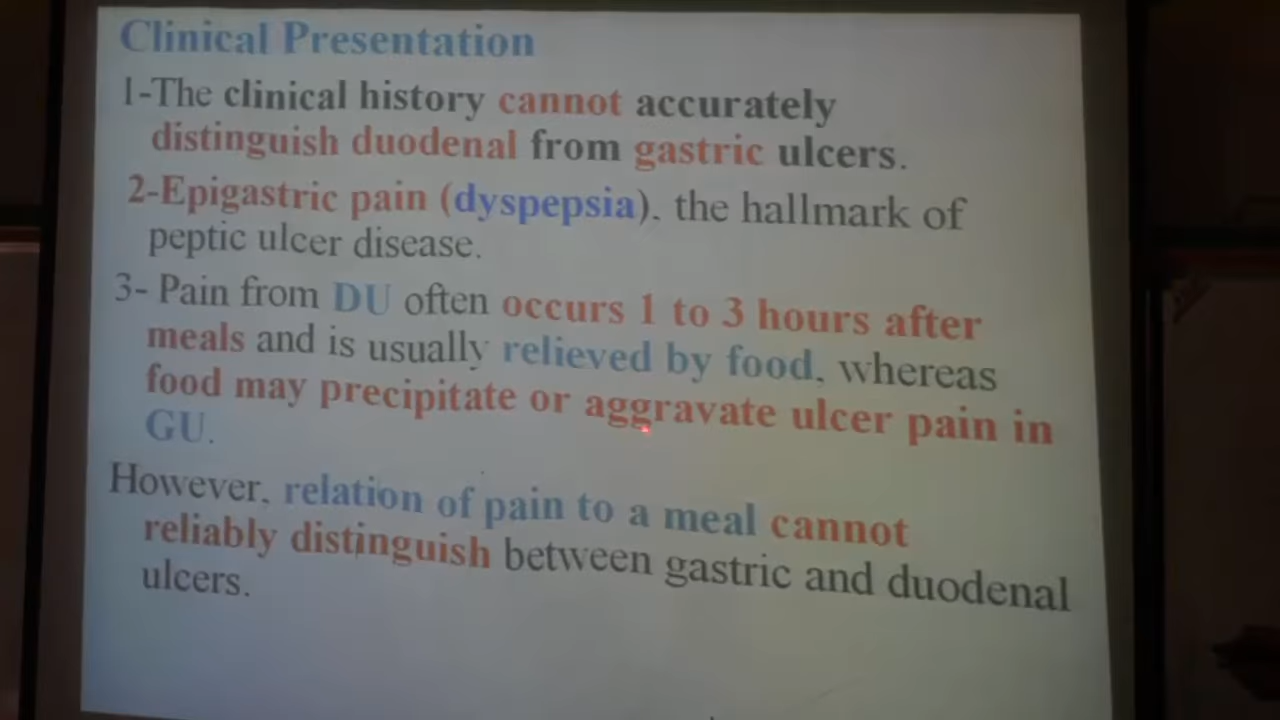 Clinical Presentation
1-The clinical history cannot accurately
distinguish duodenal from gastric ulcers.
2-Epigastric pain (dyspepsia), the hallmark of
peptic ulcer disease.
3- Pain from DU often occurs 1 to 3 hours after
meals and is usually relieved by food, whereas
food may precipitate or aggravate ulcer pain in
GU.
However, relation of pain to a meal cannot
reliably distinguish between gastric and duodenal
ulcers.